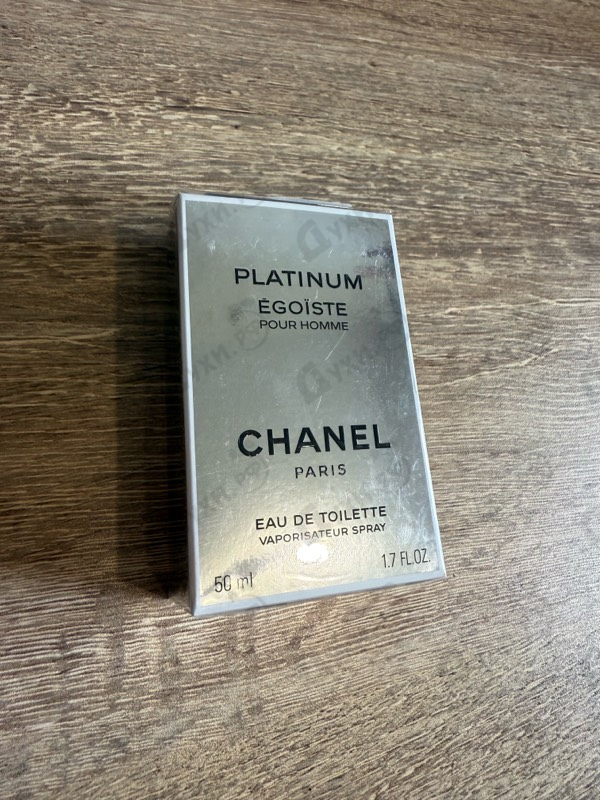 PLATINUM
ÉGOÏSTE
POUR HOMME
CHANEL
PARIS
EAU DE TOILETTE
VAPORISATEUR SPRAY
50 ml
1.7 FL.OZ.